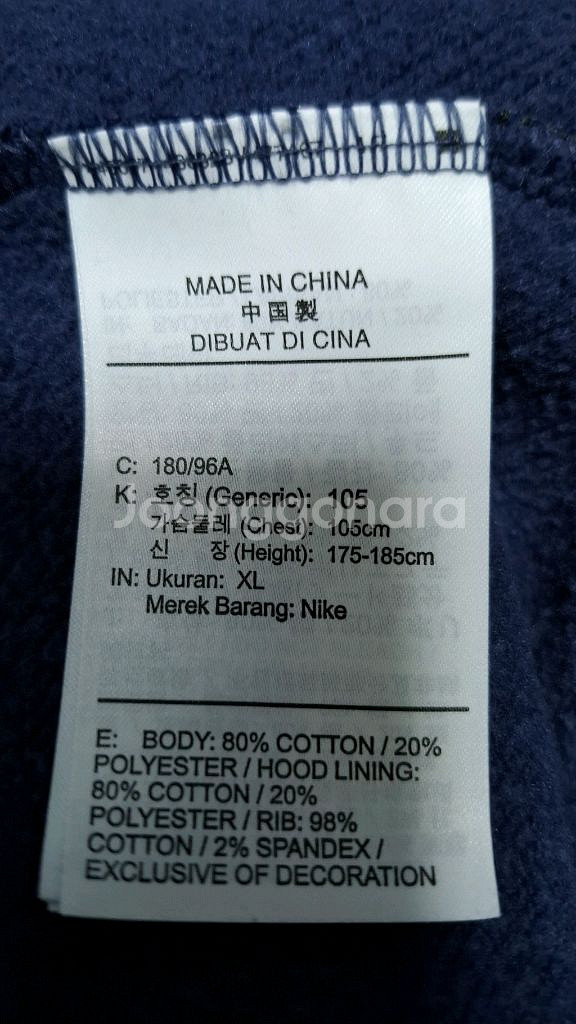 MADE IN CHINA
中国製
DIBUAT DI CINA
C: 180/96A
K: 호칭 (Generic): 105
가슴둘레 (Chest): 105cm
신 장 (Height): 175-185cm
IN: Ukuran: XL
Merek Barang: Nike
Joonggonara
E: BODY: 80% COTTON / 20%
POLYESTER / HOOD LINING:
80% COTTON / 20%
POLYESTER / RIB: 98%
COTTON / 2% SPANDEX /
EXCLUSIVE OF DECORATION